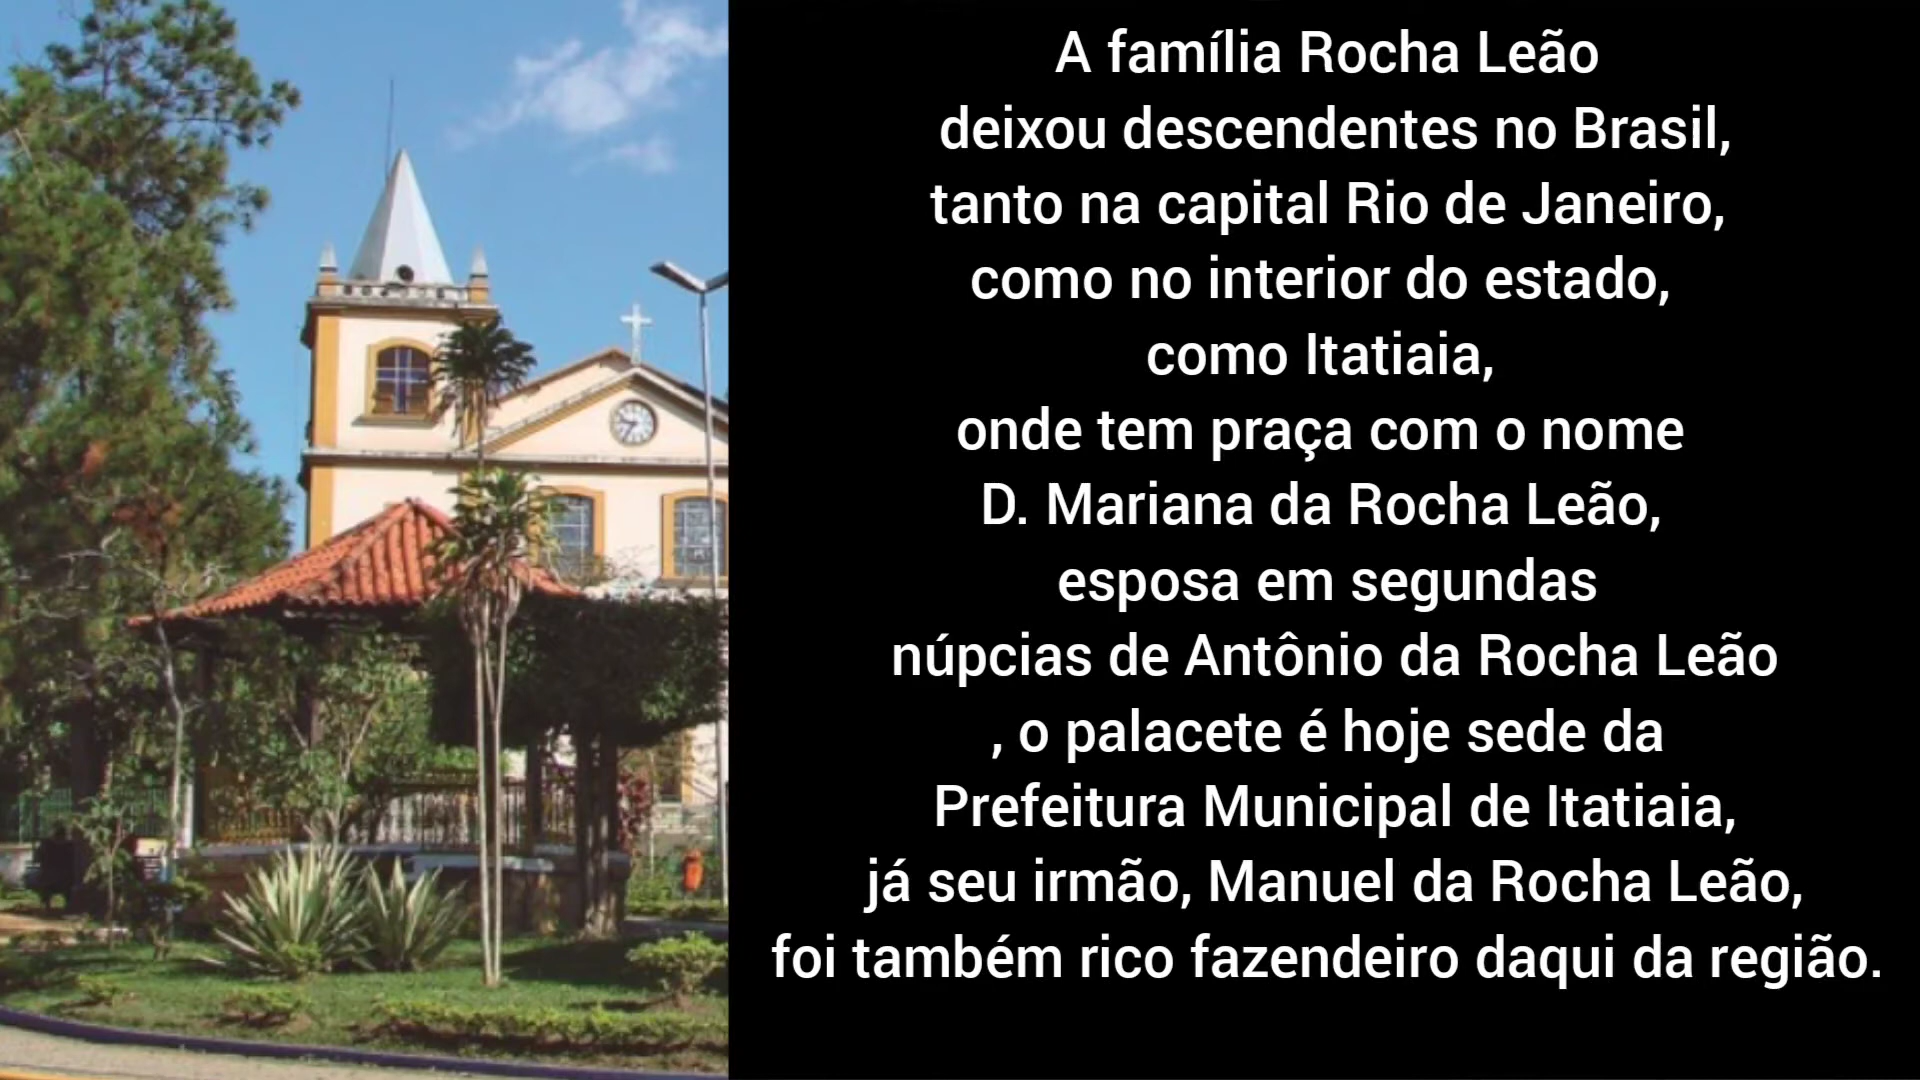 A família Rocha Leão
deixou descendentes no Brasil,
tanto na capital Rio de Janeiro,
como no interior do estado,
como Itatiaia,
onde tem praça com o nome
D. Mariana da Rocha Leão,
esposa em segundas
núpcias de Antônio da Rocha Leão
, o palacete é hoje sede da
Prefeitura Municipal de Itatiaia,
já seu irmão, Manuel da Rocha Leão,
foi também rico fazendeiro daqui da região.